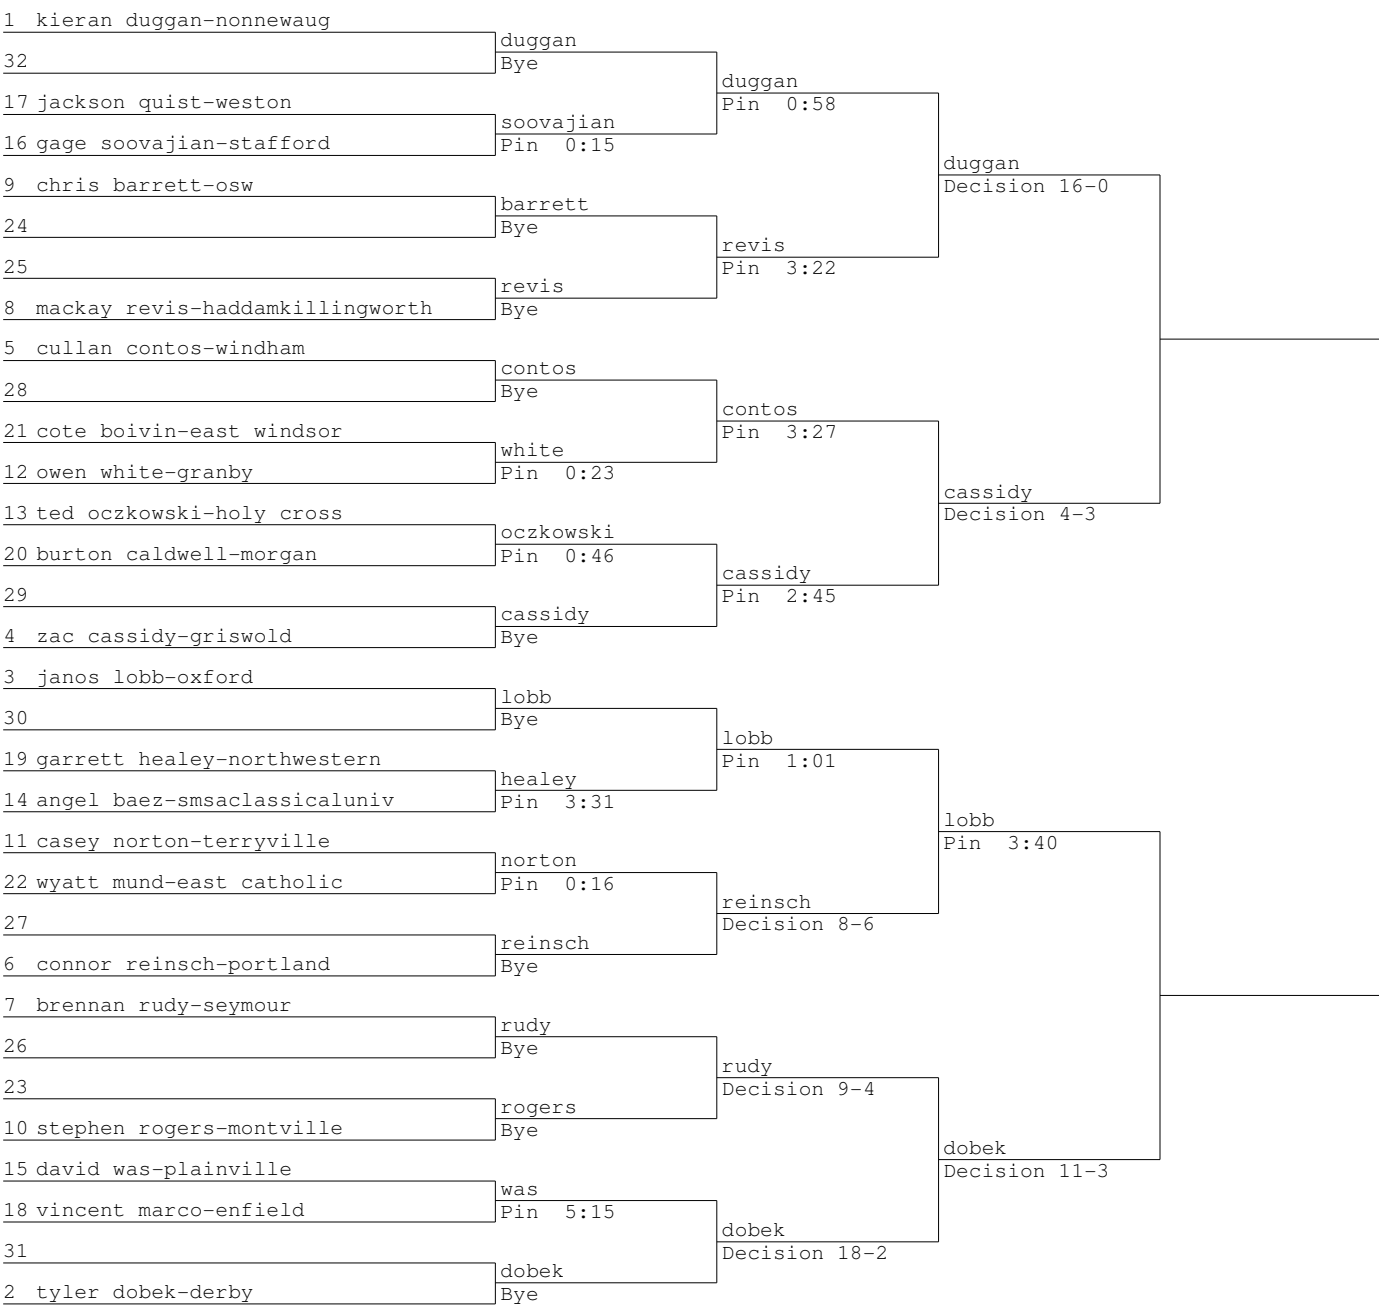 1 kieran duggan-nonnewaug
32
17 jackson quist-weston
16 gage soovajian-stafford
9 chris barrett-osw
24
25
8 mackay revis-haddamkillingworth
5 cullan contos-windham
28
21 cote boivin-east windsor
12 owen white-granby
13 ted oczkowski-holy cross
20 burton caldwell-morgan
29
4 zac cassidy-griswold
3 janos lobb-oxford
30
19 garrett healey-northwestern
14 angel baez-smsaclassicaluniv
11 casey norton-terryville
22 wyatt mund-east catholic
27
6 connor reinsch-portland
7 brennan rudy-seymour
26
23
10 stephen rogers-montville
15 david was-plainville
18 vincent marco-enfield
31
2 tyler dobek-derby
duggan
Bye
soovajian
Pin 0:15
barrett
Bye
revis
Bye
contos
Bye
white
Pin 0:23
oczkowski
Pin 0:46
cassidy
Bye
lobb
Bye
healey
Pin 3:31
norton
Pin 0:16
reinsch
Bye
rudy
Bye
rogers
Bye
was
Pin 5:15
dobek
Bye
duggan
Pin 0:58
revis
Pin 3:22
contos
Pin 3:27
cassidy
Pin 2:45
lobb
Pin 1:01
reinsch
Decision 8-6
rudy
Decision 9-4
dobek
Decision 18-2
duggan
Decision 16-0
cassidy
Decision 4-3
lobb
Pin 3:40
dobek
Decision 11-3